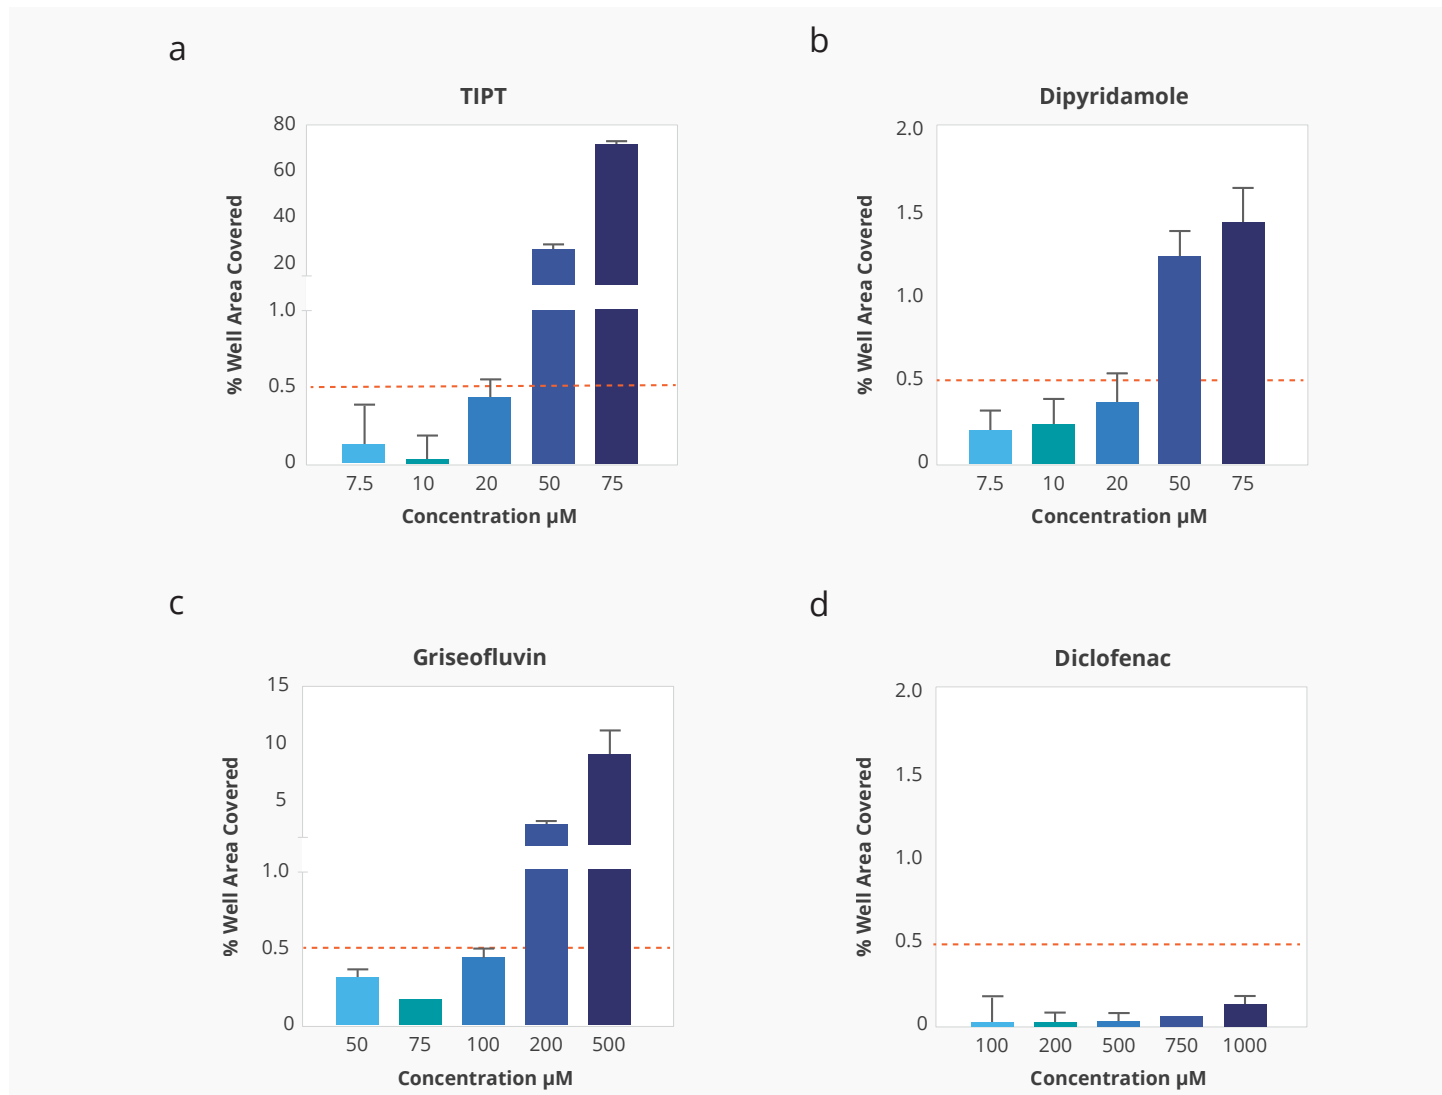 a
TIPT
80
60
40
20
1.0
0.5
0
% Well Area Covered
7.5 10 20 50 75
Concentration µM
b
Dipyridamole
2.0
1.5
1.0
0.5
0
% Well Area Covered
7.5 10 20 50 75
Concentration µM
c
Griseofluvin
15
10
5
1.0
0.5
0
% Well Area Covered
50 75 100 200 500
Concentration µM
d
Diclofenac
2.0
1.5
1.0
0.5
0
% Well Area Covered
100 200 500 750 1000
Concentration µM